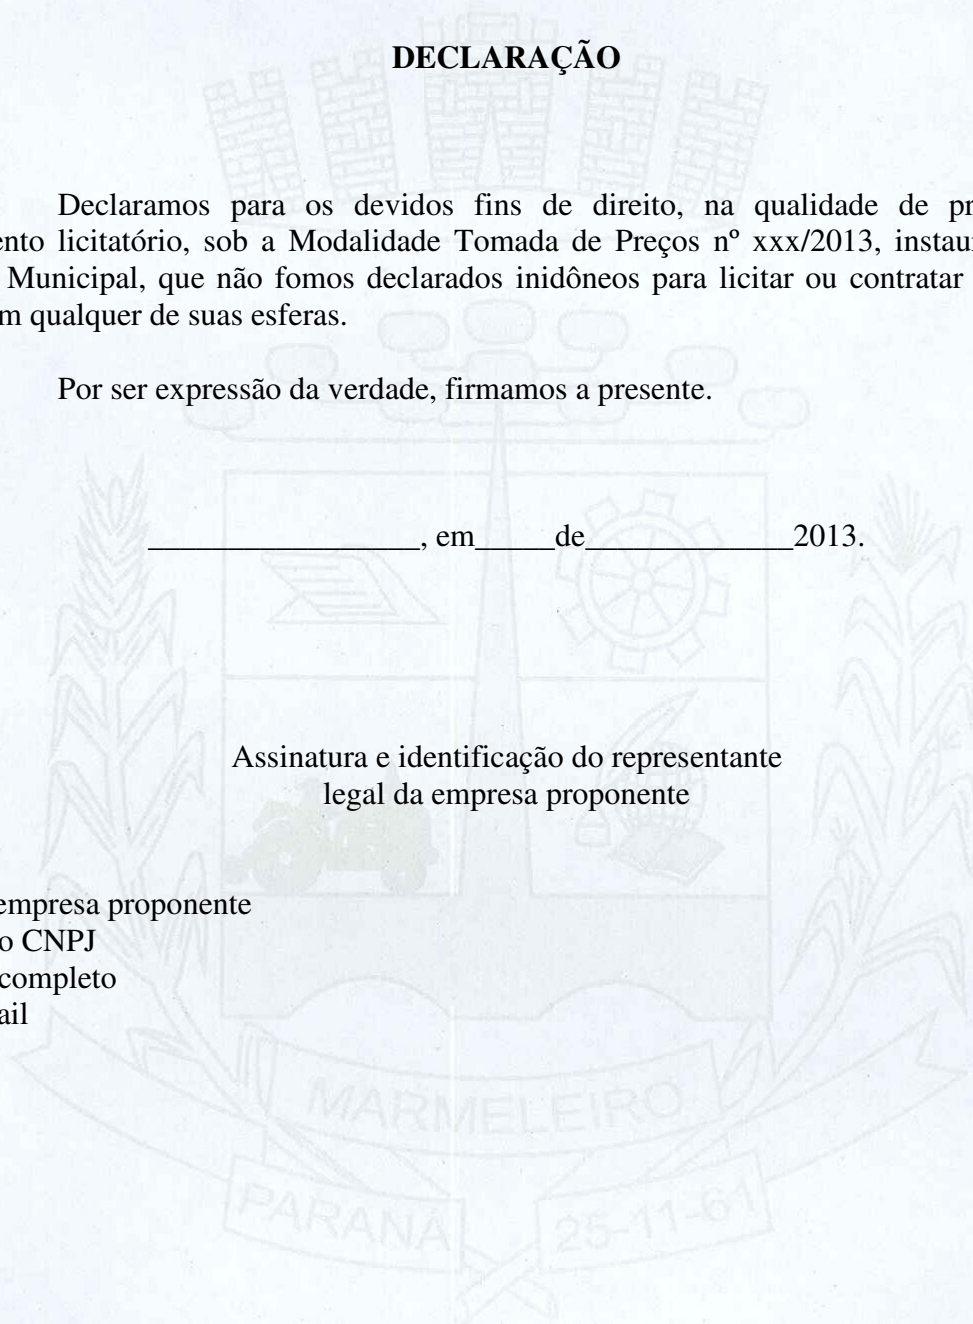 DECLARAÇÃO
Declaramos para os devidos fins de direito, na qualidade de pr
ento licitatório, sob a Modalidade Tomada de Preços nº xxx/2013, instau
Municipal, que não fomos declarados inidôneos para licitar ou contratar
m qualquer de suas esferas.
Por ser expressão da verdade, firmamos a presente.
_________________, em_____de_____________2013.
Assinatura e identificação do representante
legal da empresa proponente
empresa proponente
o CNPJ
completo
ail
MARMELEIRO
PARANÁ 25-11-61